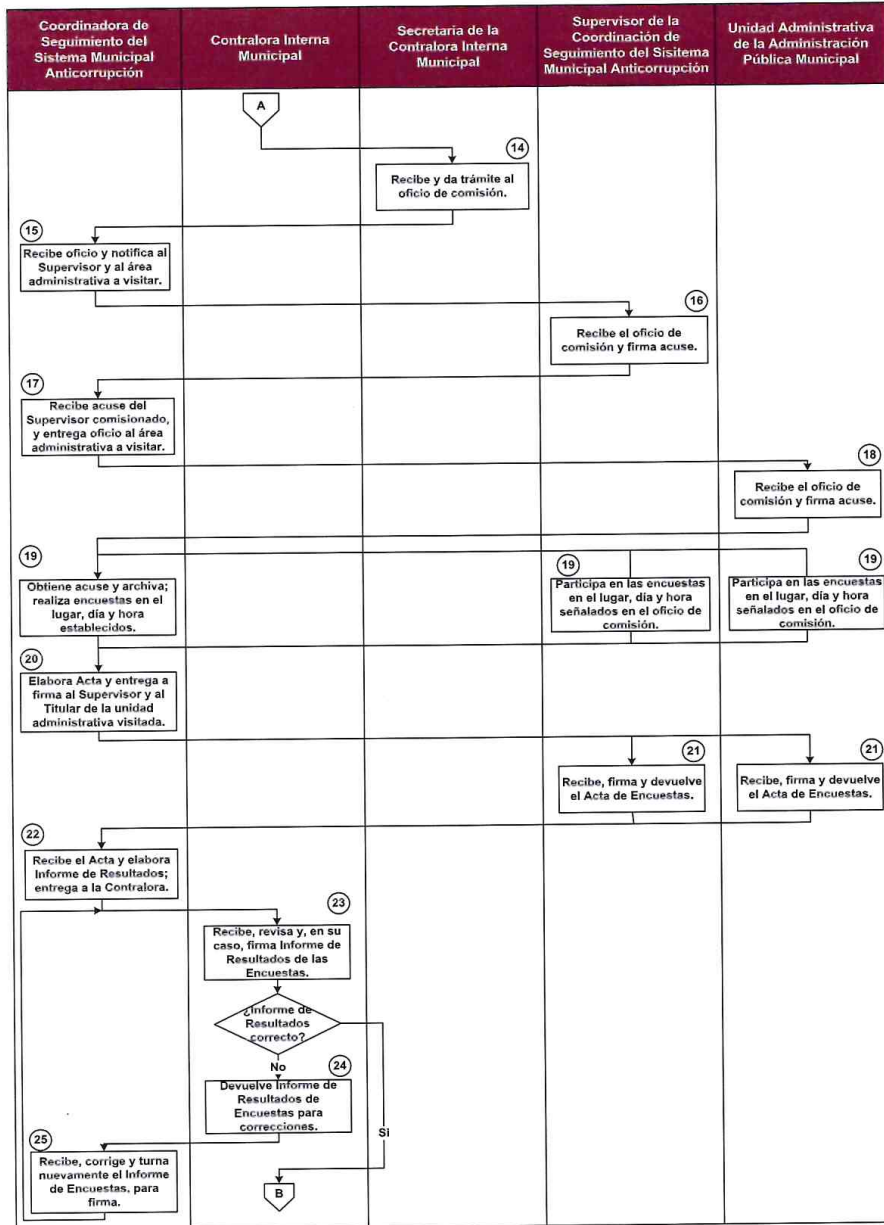 Coordinadora de
Seguimiento del
Sistema Municipal
Anticorrupción
Contralora Interna
Municipal
Secretaria de la
Contralora Interna
Municipal
Supervisor de la
Coordinación de
Seguimiento del Sisitema
Municipal Anticorrupción
Unidad Administrativa
de la Administración
Pública Municipal
A
14
Recibe y da trámite al
oficio de comisión.
15
Recibe oficio y notifica al
Supervisor y al área
administrativa a visitar.
16
Recibe el oficio de
comisión y firma acuse.
17
Recibe acuse del
Supervisor comisionado,
y entrega oficio al área
administrativa a visitar.
18
Recibe el oficio de
comisión y firma acuse.
19
Obtiene acuse y archiva;
realiza encuestas en el
lugar, día y hora
establecidos.
19
Participa en las encuestas
en el lugar, día y hora
señalados en el oficio de
comisión.
19
Participa en las encuestas
en el lugar, día y hora
señalados en el oficio de
comisión.
20
Elabora Acta y entrega a
firma al Supervisor y al
Titular de la unidad
administrativa visitada.
21
Recibe, firma y devuelve
el Acta de Encuestas.
21
Recibe, firma y devuelve
el Acta de Encuestas.
22
Recibe el Acta y elabora
Informe de Resultados;
entrega a la Contralora.
23
Recibe, revisa y, en su
caso, firma Informe de
Resultados de las
Encuestas.
¿Informe de
Resultados
correcto?
No
24
Devuelve Informe de
Resultados de
Encuestas para
correcciones.
Si
25
Recibe, corrige y turna
nuevamente el Informe
de Encuestas, para
firma.
B